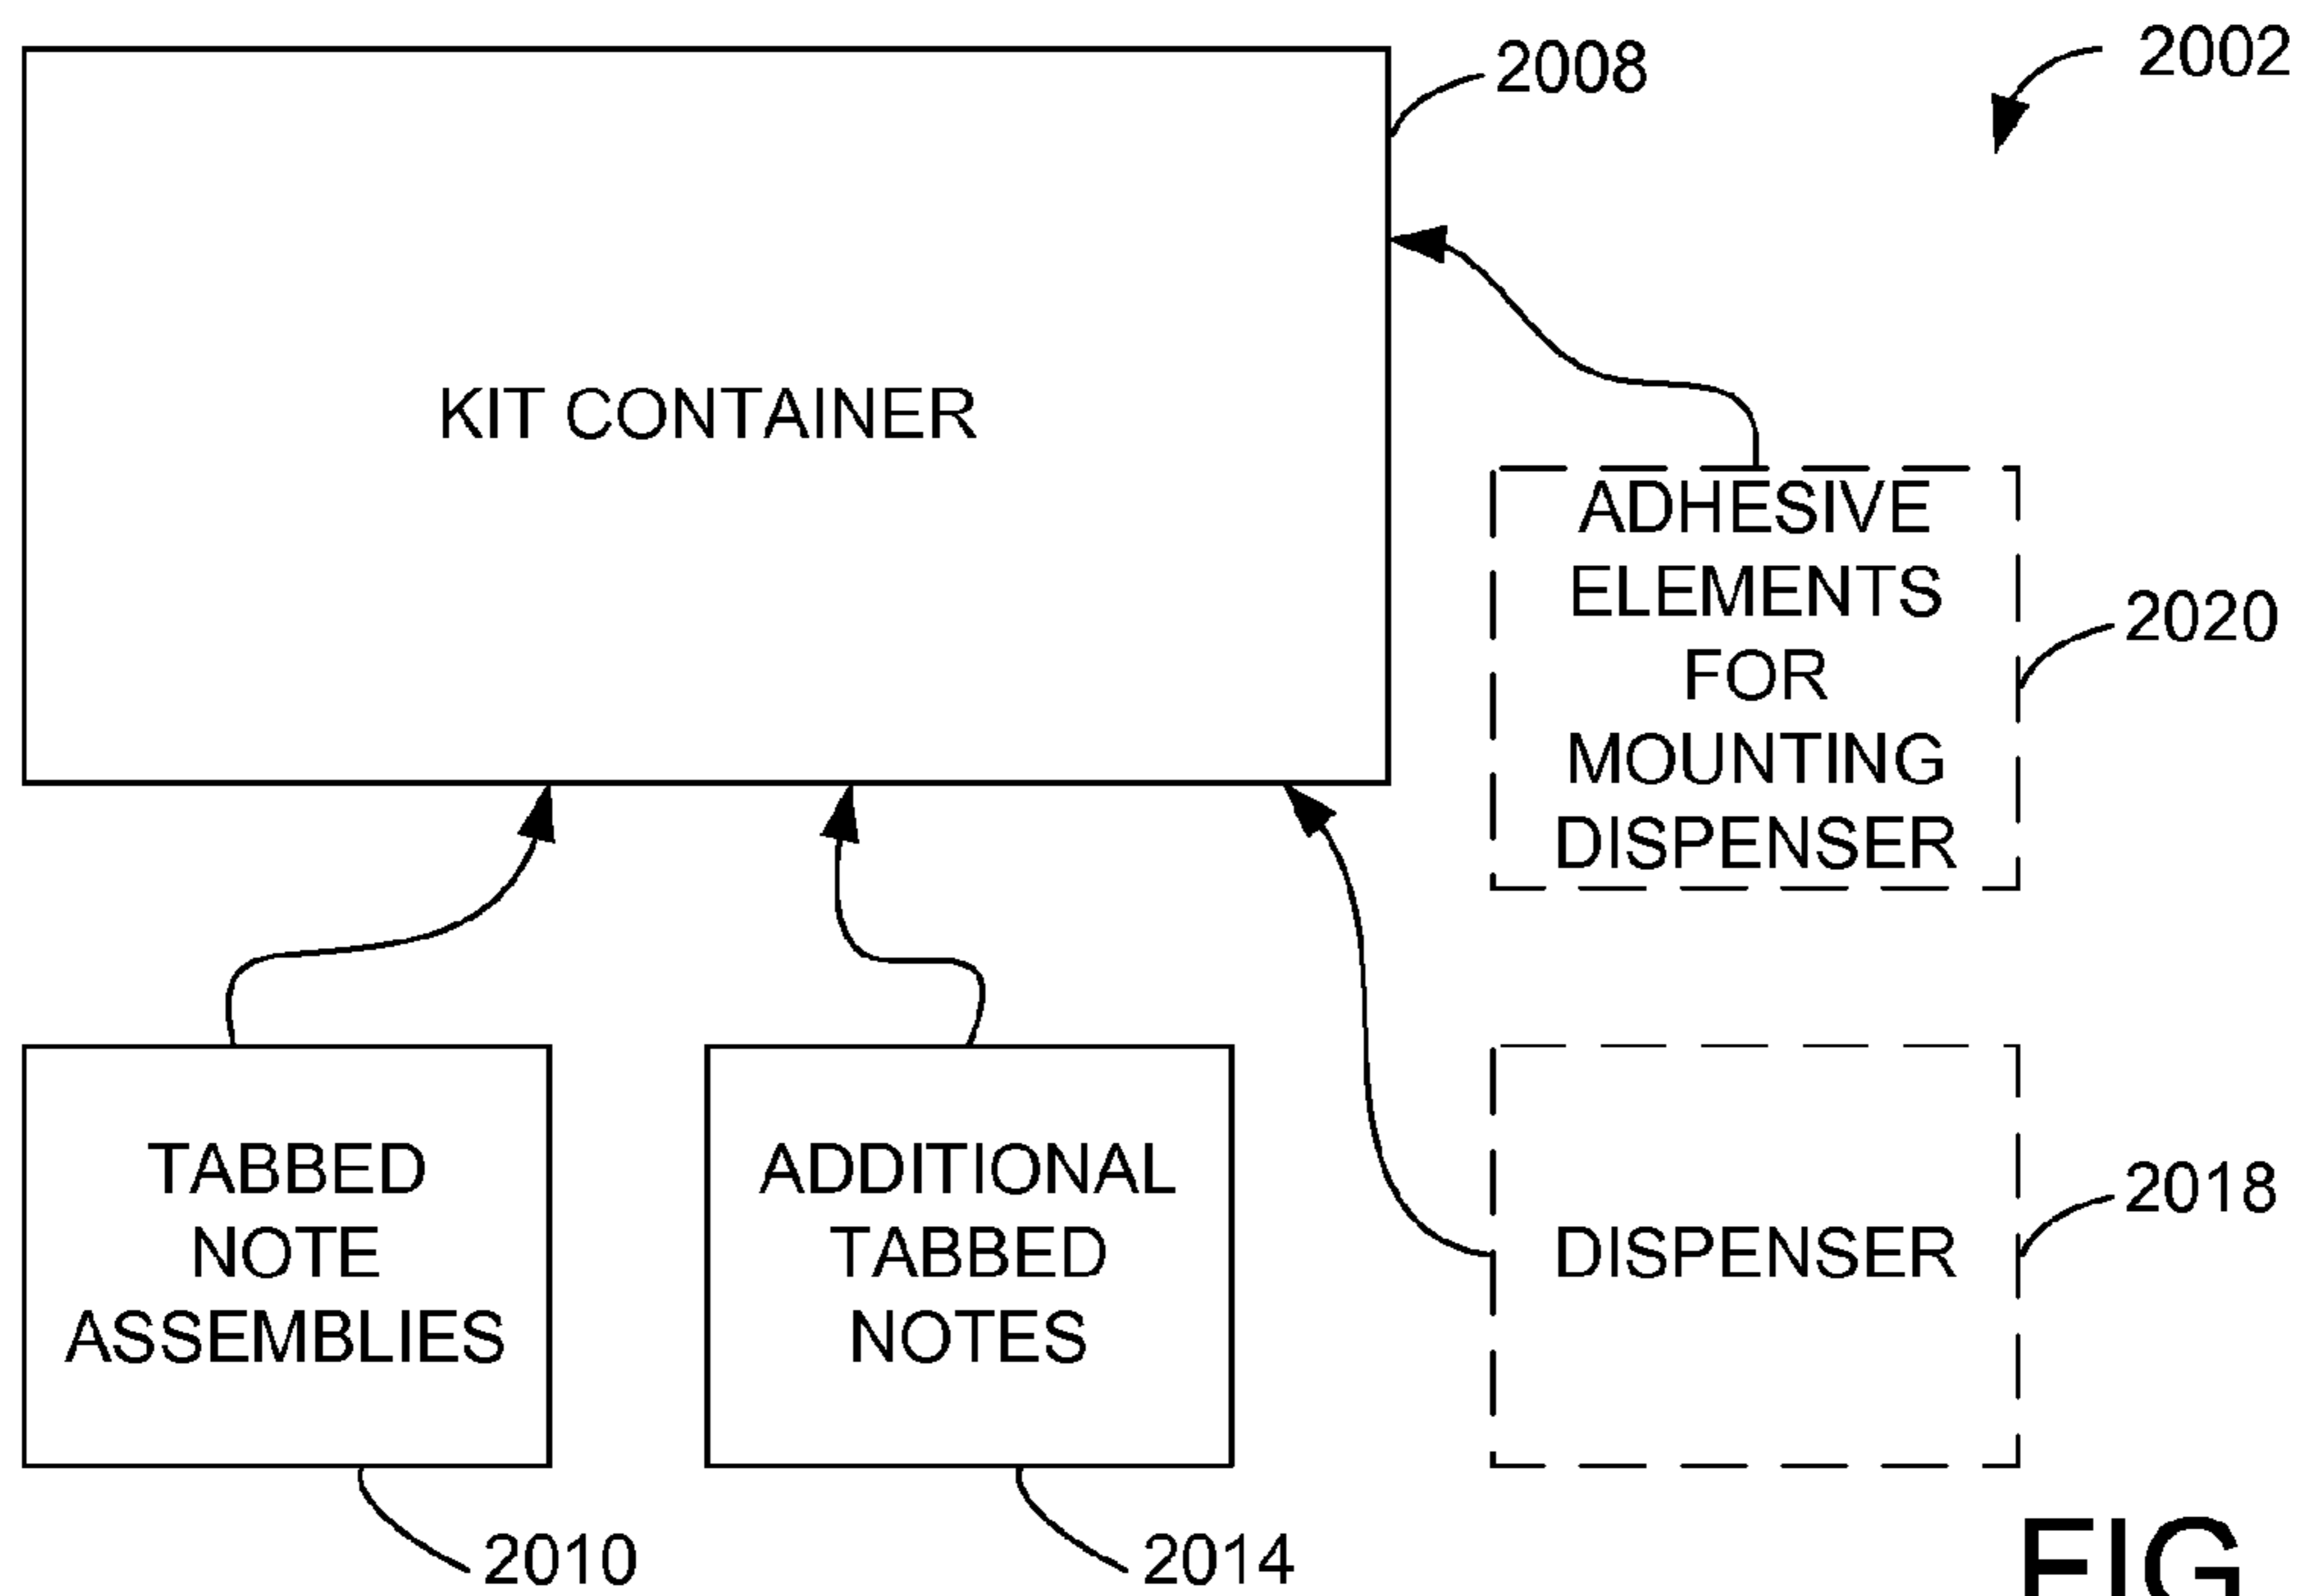 2002
2008
KIT CONTAINER
ADHESIVE
ELEMENTS
FOR
MOUNTING
DISPENSER
2020
TABBED
NOTE
ASSEMBLIES
ADDITIONAL
TABBED
NOTES
DISPENSER
2018
2010
2014
FIG